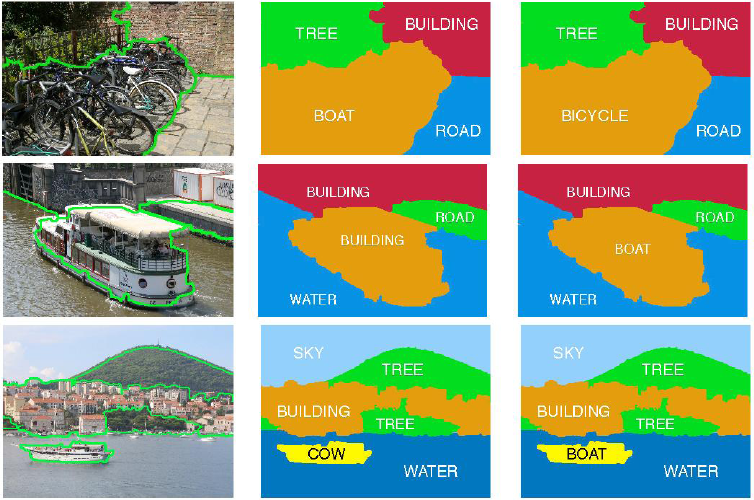 TREE
BUILDING
BOAT
ROAD
TREE
BUILDING
BICYCLE
ROAD
BUILDING
ROAD
BUILDING
WATER
BUILDING
ROAD
BOAT
WATER
SKY
TREE
BUILDING
TREE
COW
WATER
SKY
TREE
BUILDING
TREE
BOAT
WATER